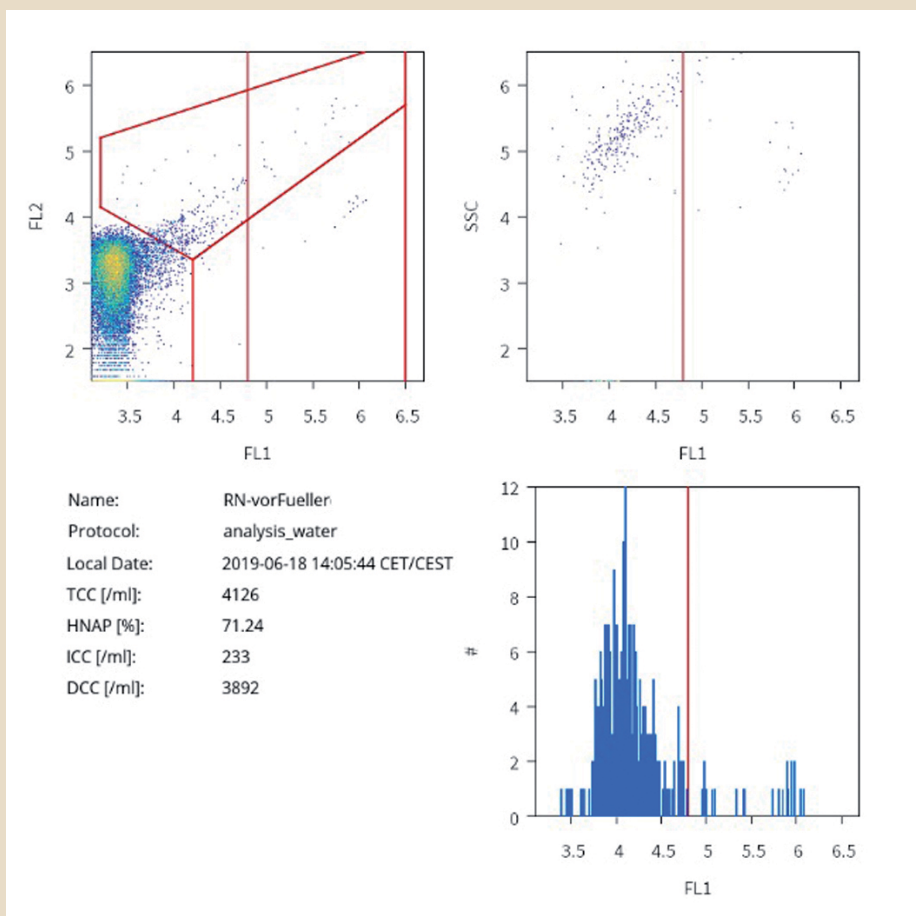 6
5
4
3
2
FL2
3.5 4 4.5 5 5.5 6 6.5
FL1
6
5
4
3
2
SSC
3.5 4 4.5 5 5.5 6 6.5
FL1
Name: RN-vorFueller
Protocol: analysis_water
Local Date: 2019-06-18 14:05:44 CET/CEST
TCC [/ml]: 4126
HNAP [%]: 71.24
ICC [/ml]: 233
DCC [/ml]: 3892
12
10
8
6
4
2
0
#
3.5 4 4.5 5 5.5 6 6.5
FL1